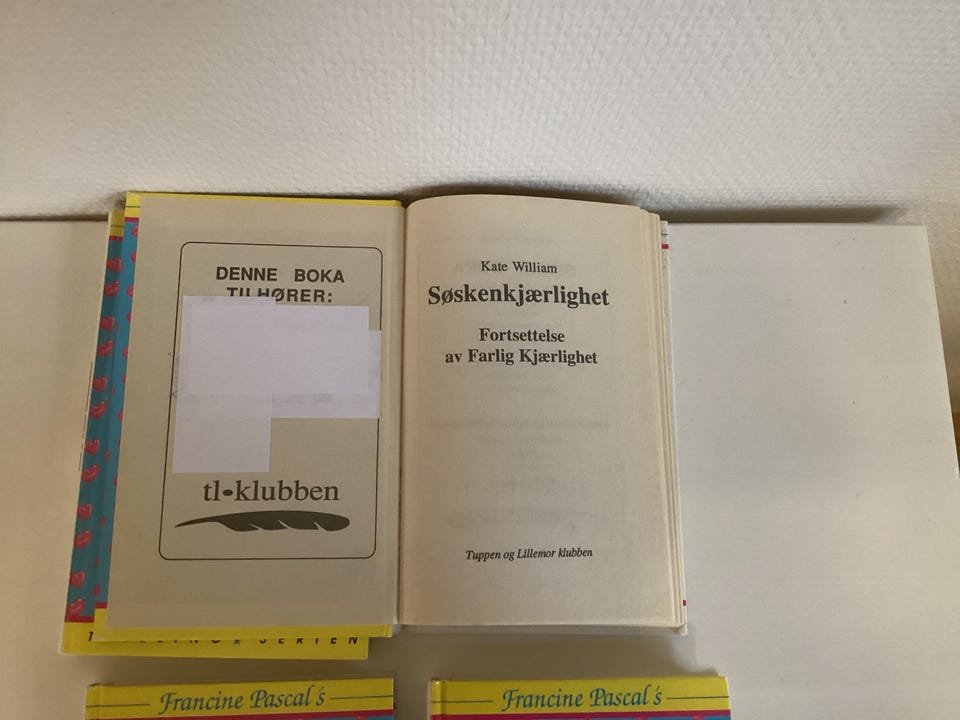 DENNE BOKA
TILHØRER:
tl•klubben
Kate William
Søskenkjærlighet
Fortsettelse
av Farlig Kjærlighet
Tuppen og Lillemor klubben
SERIEN
Francine Pascal´s
Francine Pascal´s